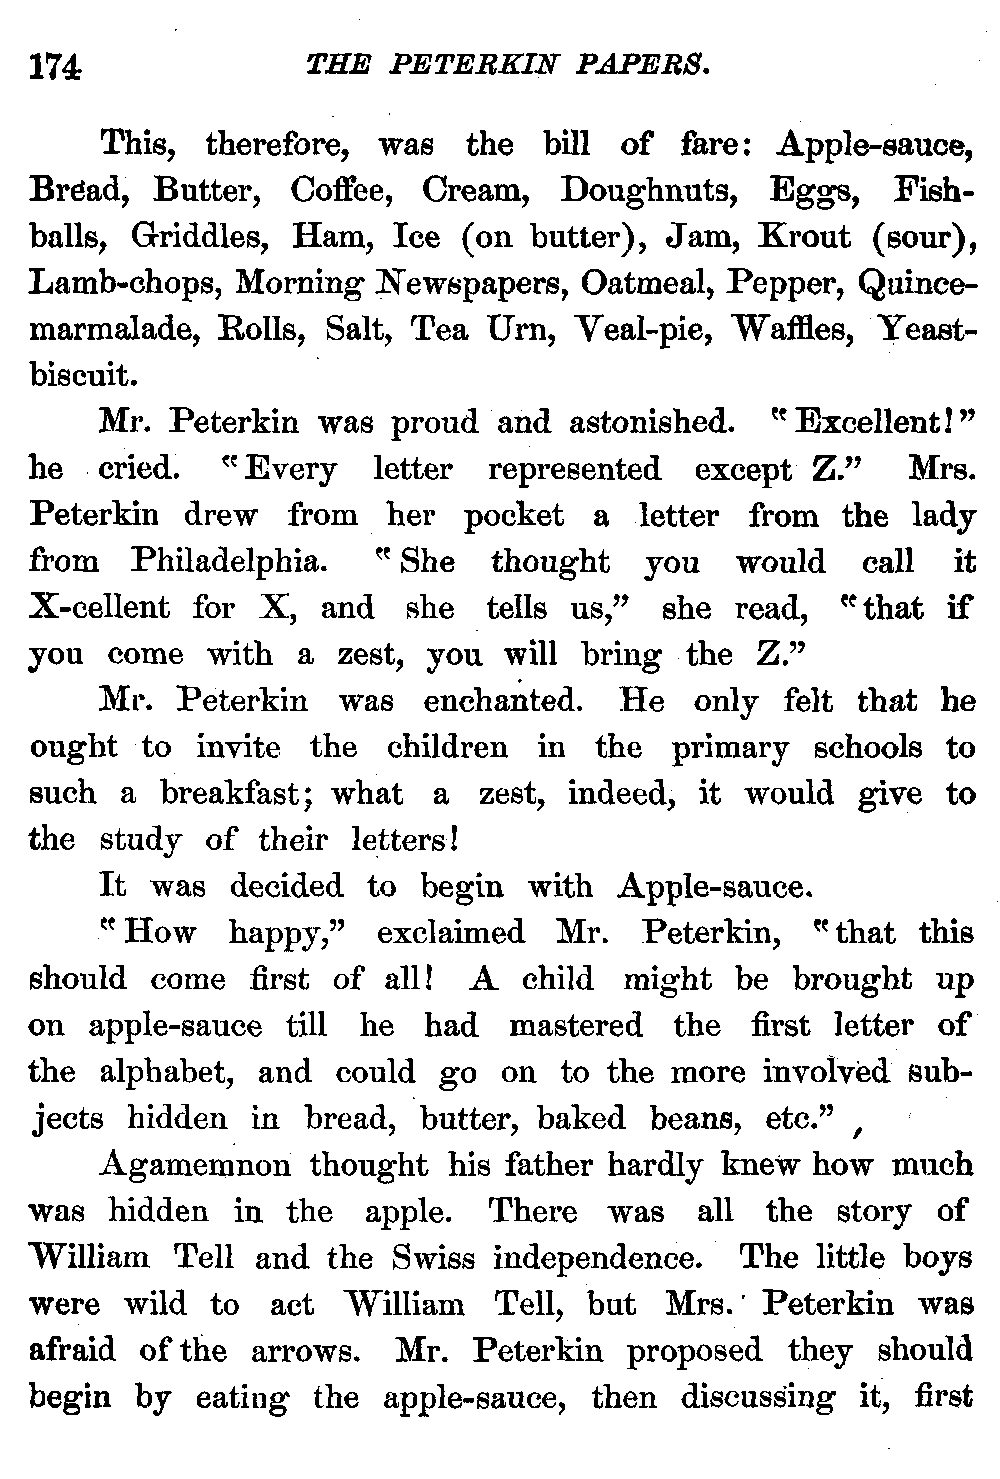 174 THE PETERKIN PAPERS.
This, therefore, was the bill of fare: Apple-sauce,
Bread, Butter, Coffee, Cream, Doughnuts, Eggs, Fish-
balls, Griddles, Ham, Ice (on butter), Jam, Krout (sour),
Lamb-chops, Morning Newspapers, Oatmeal, Pepper, Quince-
marmalade, Rolls, Salt, Tea Urn, Veal-pie, Waffles, Yeast-
biscuit.
Mr. Peterkin was proud and astonished. “Excellent!”
he cried. “Every letter represented except Z.” Mrs.
Peterkin drew from her pocket a letter from the lady
from Philadelphia. “She thought you would call it
X-cellent for X, and she tells us,” she read, “that if
you come with a zest, you will bring the Z.”
Mr. Peterkin was enchanted. He only felt that he
ought to invite the children in the primary schools to
such a breakfast; what a zest, indeed, it would give to
the study of their letters!
It was decided to begin with Apple-sauce.
“How happy,” exclaimed Mr. Peterkin, “that this
should come first of all! A child might be brought up
on apple-sauce till he had mastered the first letter of
the alphabet, and could go on to the more involved sub-
jects hidden in bread, butter, baked beans, etc.”
Agamemnon thought his father hardly knew how much
was hidden in the apple. There was all the story of
William Tell and the Swiss independence. The little boys
were wild to act William Tell, but Mrs. Peterkin was
afraid of the arrows. Mr. Peterkin proposed they should
begin by eating the apple-sauce, then discussing it, first